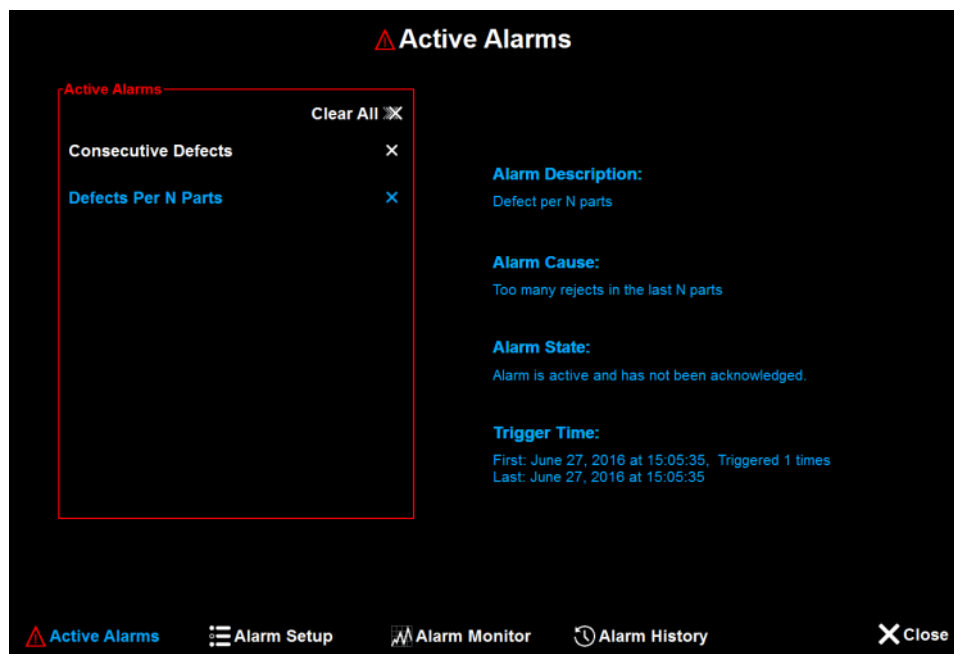 Active Alarms
Active Alarms
Clear All
Consecutive Defects
Defects Per N Parts
Alarm Description:
Defect per N parts
Alarm Cause:
Too many rejects in the last N parts
Alarm State:
Alarm is active and has not been acknowledged.
Trigger Time:
First: June 27, 2016 at 15:05:35, Triggered 1 times
Last: June 27, 2016 at 15:05:35
Active Alarms Alarm Setup Alarm Monitor Alarm History Close